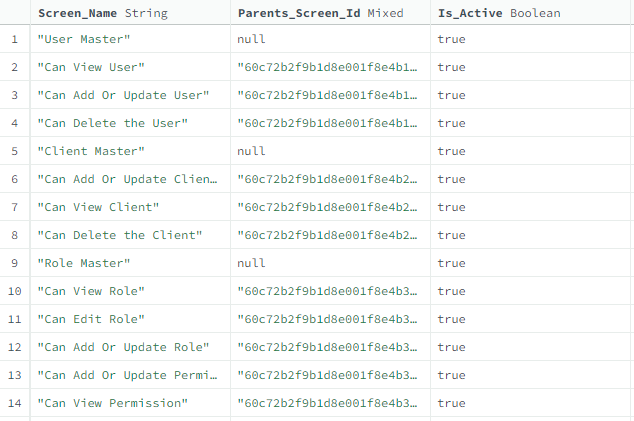 Screen_Name String Parents_Screen_Id Mixed Is_Active Boolean
1 "User Master" null true
2 "Can View User" "60c72b2f9b1d8e001f8e4b1… true
3 "Can Add Or Update User" "60c72b2f9b1d8e001f8e4b1… true
4 "Can Delete the User" "60c72b2f9b1d8e001f8e4b1… true
5 "Client Master" null true
6 "Can Add Or Update Clien… "60c72b2f9b1d8e001f8e4b2… true
7 "Can View Client" "60c72b2f9b1d8e001f8e4b2… true
8 "Can Delete the Client" "60c72b2f9b1d8e001f8e4b2… true
9 "Role Master" null true
10 "Can View Role" "60c72b2f9b1d8e001f8e4b3… true
11 "Can Edit Role" "60c72b2f9b1d8e001f8e4b3… true
12 "Can Add Or Update Role" "60c72b2f9b1d8e001f8e4b3… true
13 "Can Add Or Update Permi… "60c72b2f9b1d8e001f8e4b3… true
14 "Can View Permission" "60c72b2f9b1d8e001f8e4b3… true